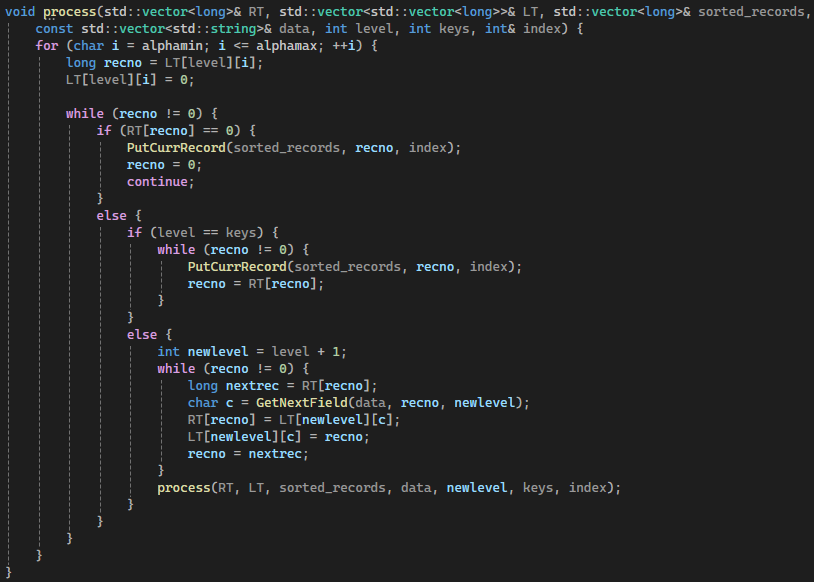 void process(std::vector<long>& RT, std::vector<std::vector<long>>& LT, std::vector<long>& sorted_records,
    const std::vector<std::string>& data, int level, int keys, int& index) {
    for (char i = alphamin; i <= alphamax; ++i) {
        long recno = LT[level][i];
        LT[level][i] = 0;

        while (recno != 0) {
            if (RT[recno] == 0) {
                PutCurrRecord(sorted_records, recno, index);
                recno = 0;
                continue;
            }
            else {
                if (level == keys) {
                    while (recno != 0) {
                        PutCurrRecord(sorted_records, recno, index);
                        recno = RT[recno];
                    }
                }
                else {
                    int newlevel = level + 1;
                    while (recno != 0) {
                        long nextrec = RT[recno];
                        char c = GetNextField(data, recno, newlevel);
                        RT[recno] = LT[newlevel][c];
                        LT[newlevel][c] = recno;
                        recno = nextrec;
                    }
                    process(RT, LT, sorted_records, data, newlevel, keys, index);
                }
            }
        }
    }
}